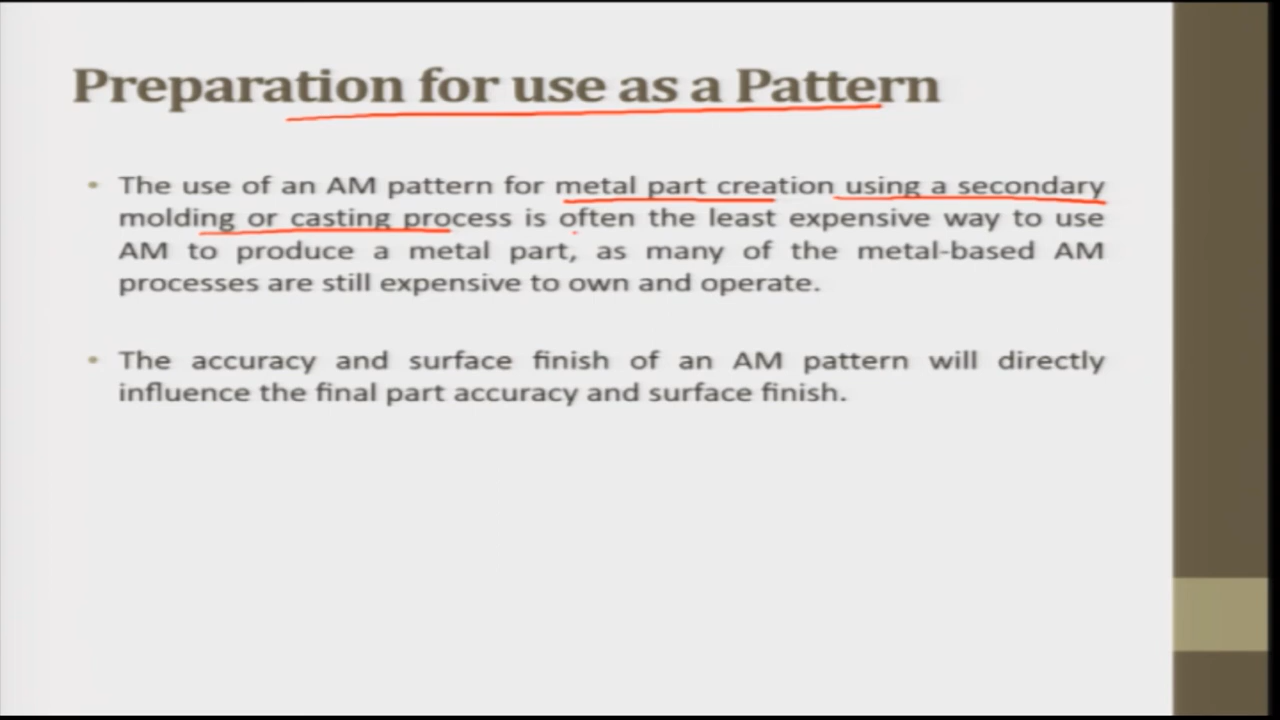 Preparation for use as a Pattern
• The use of an AM pattern for metal part creation using a secondary
molding or casting process is often the least expensive way to use
AM to produce a metal part, as many of the metal-based AM
processes are still expensive to own and operate.
• The accuracy and surface finish of an AM pattern will directly
influence the final part accuracy and surface finish.